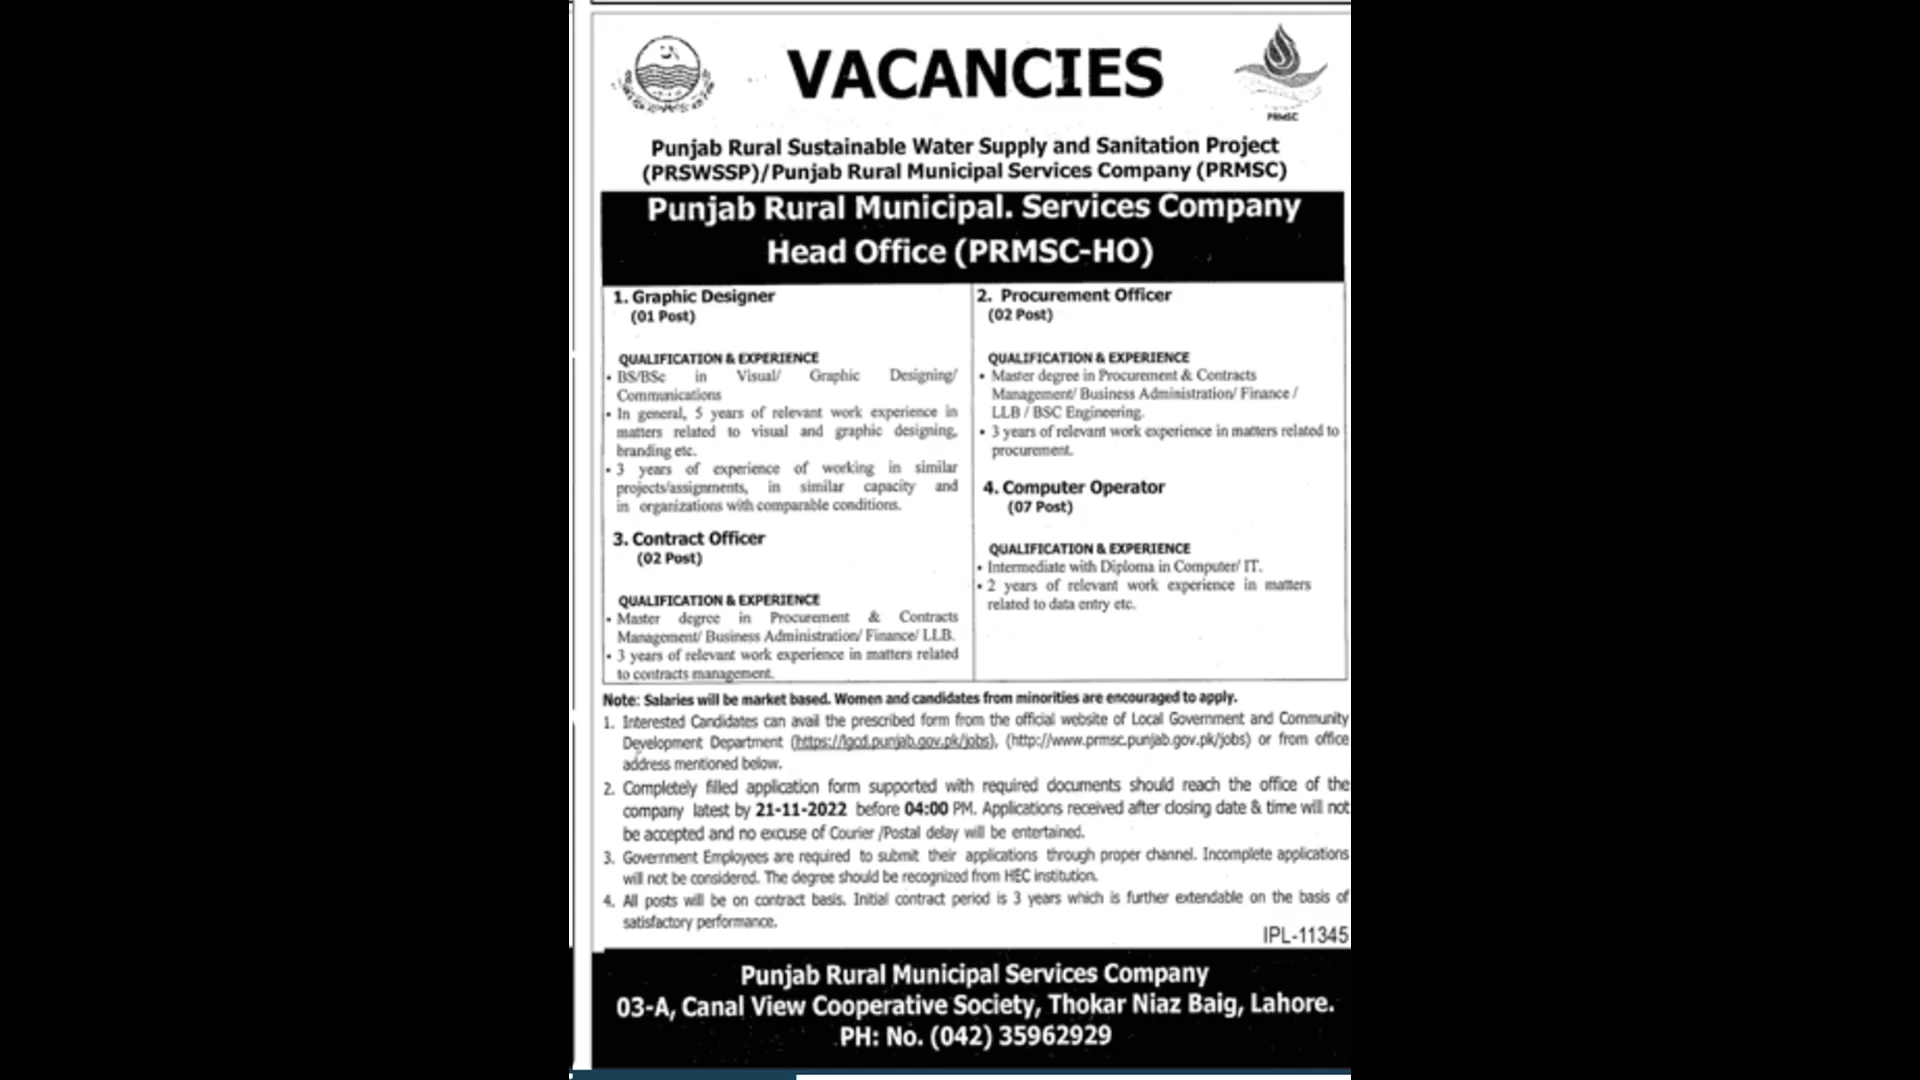 VACANCIES
PRMSC
Punjab Rural Sustainable Water Supply and Sanitation Project
(PRSWSSP)/Punjab Rural Municipal Services Company (PRMSC)
Punjab Rural Municipal. Services Company
Head Office (PRMSC-HO)
1. Graphic Designer
(01 Post)
QUALIFICATION & EXPERIENCE
• BS/BSc in Visual/ Graphic Designing/
Communications
• In general, 5 years of relevant work experience in
matters related to visual and graphic designing,
branding etc.
• 3 years of experience of working in similar
projects/assignments, in similar capacity and
in organizations with comparable conditions.
3. Contract Officer
(02 Post)
QUALIFICATION & EXPERIENCE
• Master degree in Procurement & Contracts
Management/ Business Administration/ Finance/ LLB.
• 3 years of relevant work experience in matters related
to contracts management.
2. Procurement Officer
(02 Post)
QUALIFICATION & EXPERIENCE
• Master degree in Procurement & Contracts
Management/ Business Administration/ Finance /
LLB / BSC Engineering.
• 3 years of relevant work experience in matters related to
procurement.
4. Computer Operator
(07 Post)
QUALIFICATION & EXPERIENCE
• Intermediate with Diploma in Computer/ IT.
• 2 years of relevant work experience in matters
related to data entry etc.
Note: Salaries will be market based. Women and candidates from minorities are encouraged to apply.
1. Interested Candidates can avail the prescribed form from the official website of Local Government and Community
Development Department (https://lgcd.punjab.gov.pk/jobs), (http://www.prmsc.punjab.gov.pk/jobs) or from office
address mentioned below.
2. Completely filled application form supported with required documents should reach the office of the
company latest by 21-11-2022 before 04:00 PM. Applications received after closing date & time will not
be accepted and no excuse of Courier /Postal delay will be entertained.
3. Government Employees are required to submit their applications through proper channel. Incomplete applications
will not be considered. The degree should be recognized from HEC institution.
4. All posts will be on contract basis. Initial contract period is 3 years which is further extendable on the basis of
satisfactory performance.
IPL-11345
Punjab Rural Municipal Services Company
03-A, Canal View Cooperative Society, Thokar Niaz Baig, Lahore.
PH: No. (042) 35962929